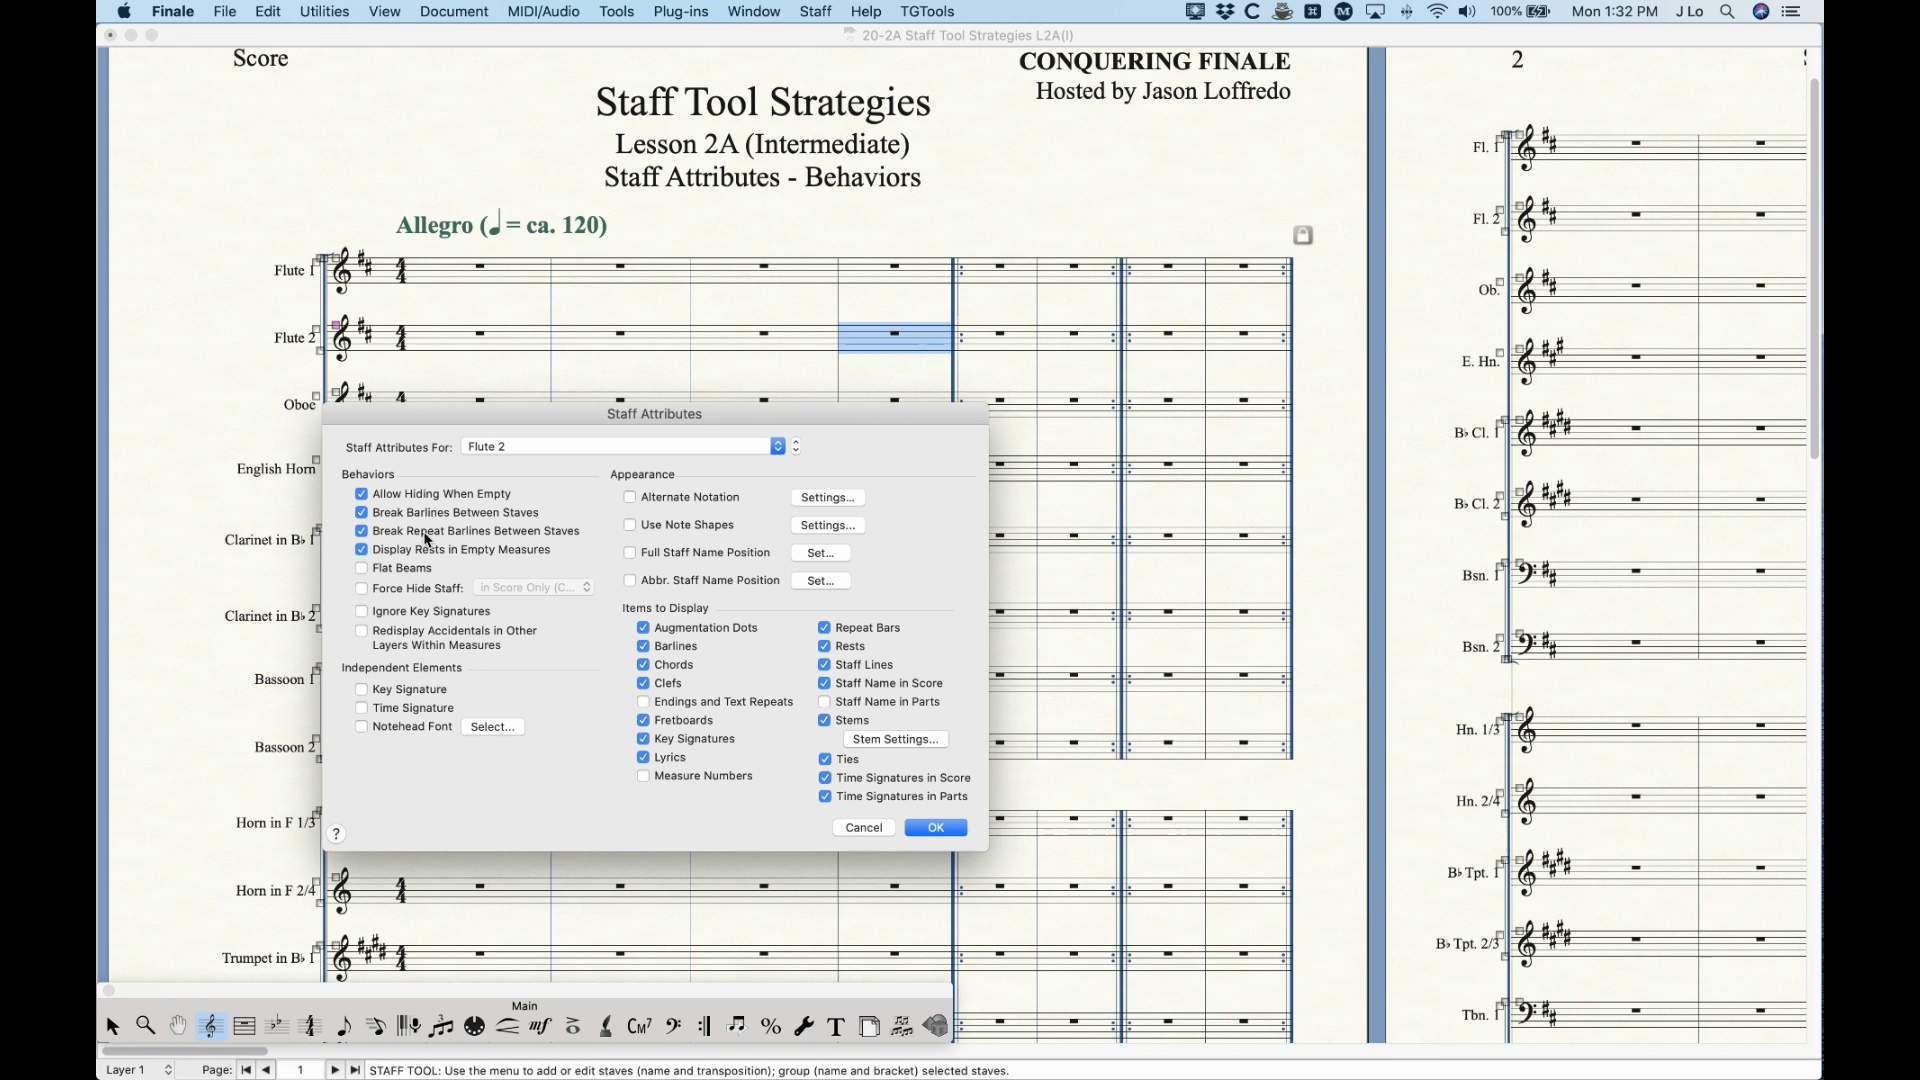 Finale File Edit Utilities View Document MIDI/Audio Tools Plug-ins Window Staff Help TGTools 100% Mon 1:32 PM J Lo
20-2A Staff Tool Strategies L2A(I)
Score
CONQUERING FINALE
Hosted by Jason Loffredo
Staff Tool Strategies
Lesson 2A (Intermediate)
Staff Attributes - Behaviors
Allegro (♩= ca. 120)
Flute 1
Flute 2
Oboe
English Horn
Clarinet in B♭ 1
Clarinet in B♭ 2
Bassoon 1
Bassoon 2
Horn in F 1/3
Horn in F 2/4
Trumpet in B♭ 1
Staff Attributes
Staff Attributes For: Flute 2
Behaviors
Allow Hiding When Empty
Break Barlines Between Staves
Break Repeat Barlines Between Staves
Display Rests in Empty Measures
Flat Beams
Force Hide Staff: in Score Only (C...
Ignore Key Signatures
Redisplay Accidentals in Other
Layers Within Measures
Independent Elements
Key Signature
Time Signature
Notehead Font Select...
Appearance
Alternate Notation Settings...
Use Note Shapes Settings...
Full Staff Name Position Set...
Abbr. Staff Name Position Set...
Items to Display
Augmentation Dots
Barlines
Chords
Clefs
Endings and Text Repeats
Fretboards
Key Signatures
Lyrics
Measure Numbers
Repeat Bars
Rests
Staff Lines
Staff Name in Score
Staff Name in Parts
Stems
Stem Settings...
Ties
Time Signatures in Score
Time Signatures in Parts
? Cancel OK
2
Fl. 1
Fl. 2
Ob.
E. Hn.
B♭ Cl. 1
B♭ Cl. 2
Bsn. 1
Bsn. 2
Hn. 1/3
Hn. 2/4
B♭ Tpt. 1
B♭ Tpt. 2/3
Tbn. 1
Main
mf CM7 % T
Layer 1 Page: 1 STAFF TOOL: Use the menu to add or edit staves (name and transposition); group (name and bracket) selected staves.